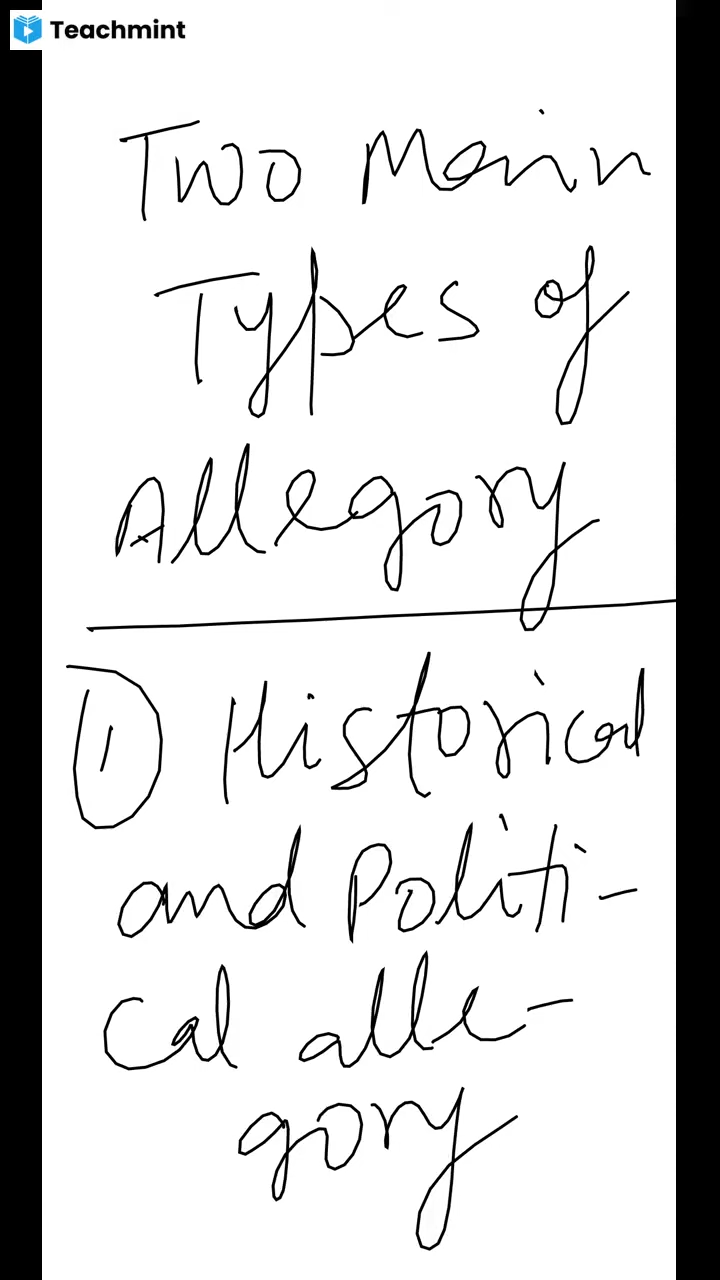 Teachmint
Two Main
Types of
Allegory
1 Historical
and Politi-
cal alle-
gory